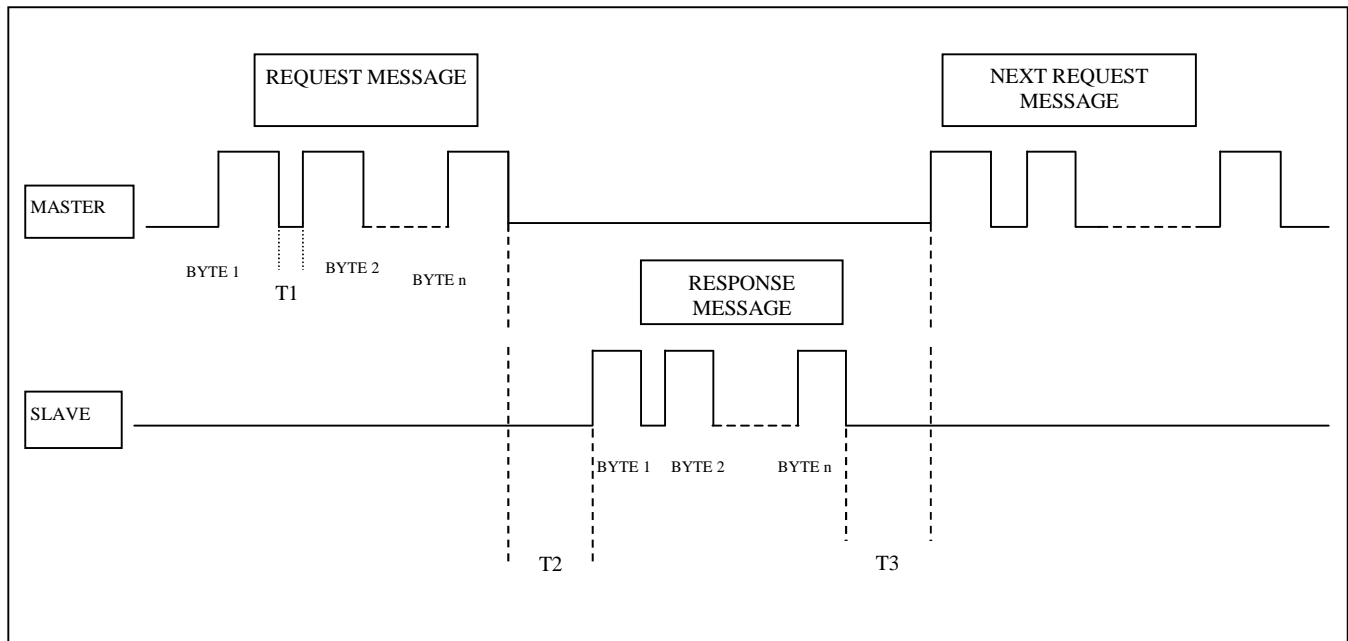 REQUEST MESSAGE
NEXT REQUEST
MESSAGE
MASTER
BYTE 1
T1
BYTE 2
BYTE n
RESPONSE
MESSAGE
SLAVE
BYTE 1
BYTE 2
BYTE n
T2
T3